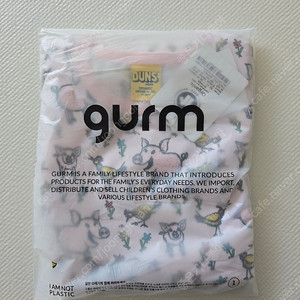 DUNS
gurm
GURM IS A FAMILY LIFESTYLE BRAND THAT INTRODUCES
PRODUCTS FOR THE FAMILY'S EVERYDAY NEEDS. WE IMPORT,
DISTRIBUTE AND SELL CHILDREN'S CLOTHING BRANDS AND
VARIOUS LIFESTYLE BRANDS.
I AM NOT
PLASTIC